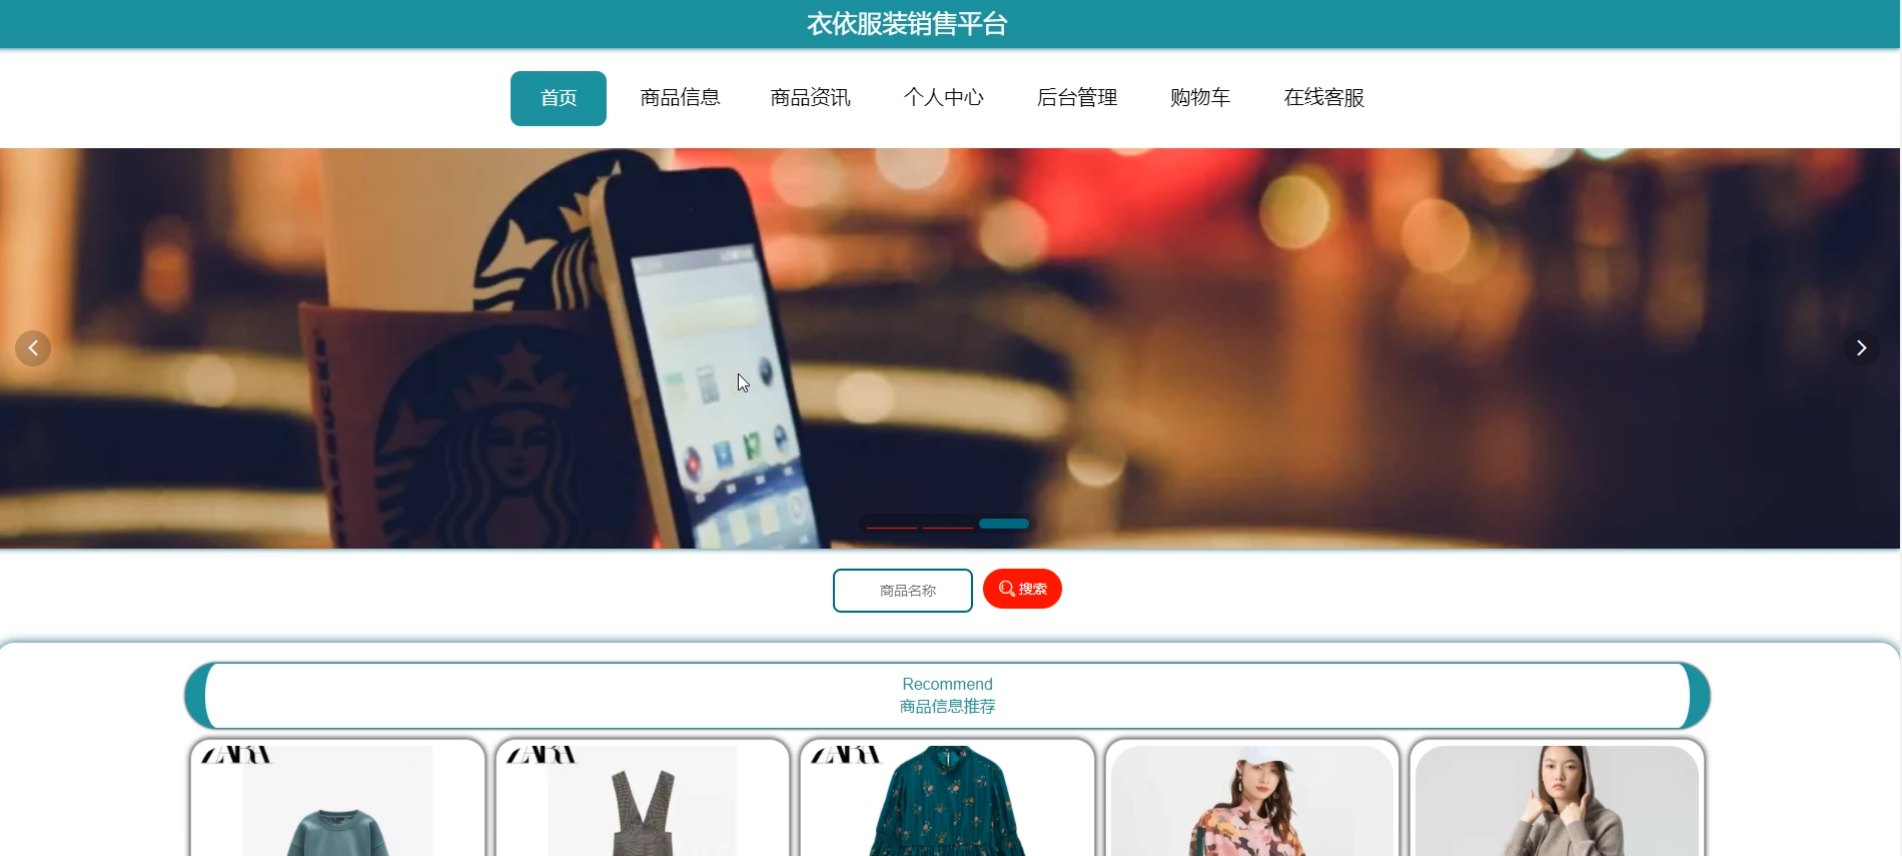 衣依服装销售平台
首页
商品信息
商品资讯
个人中心
后台管理
购物车
在线客服
商品名称
搜索
Recommend
商品信息推荐
ZARA
ZARA
ZARA